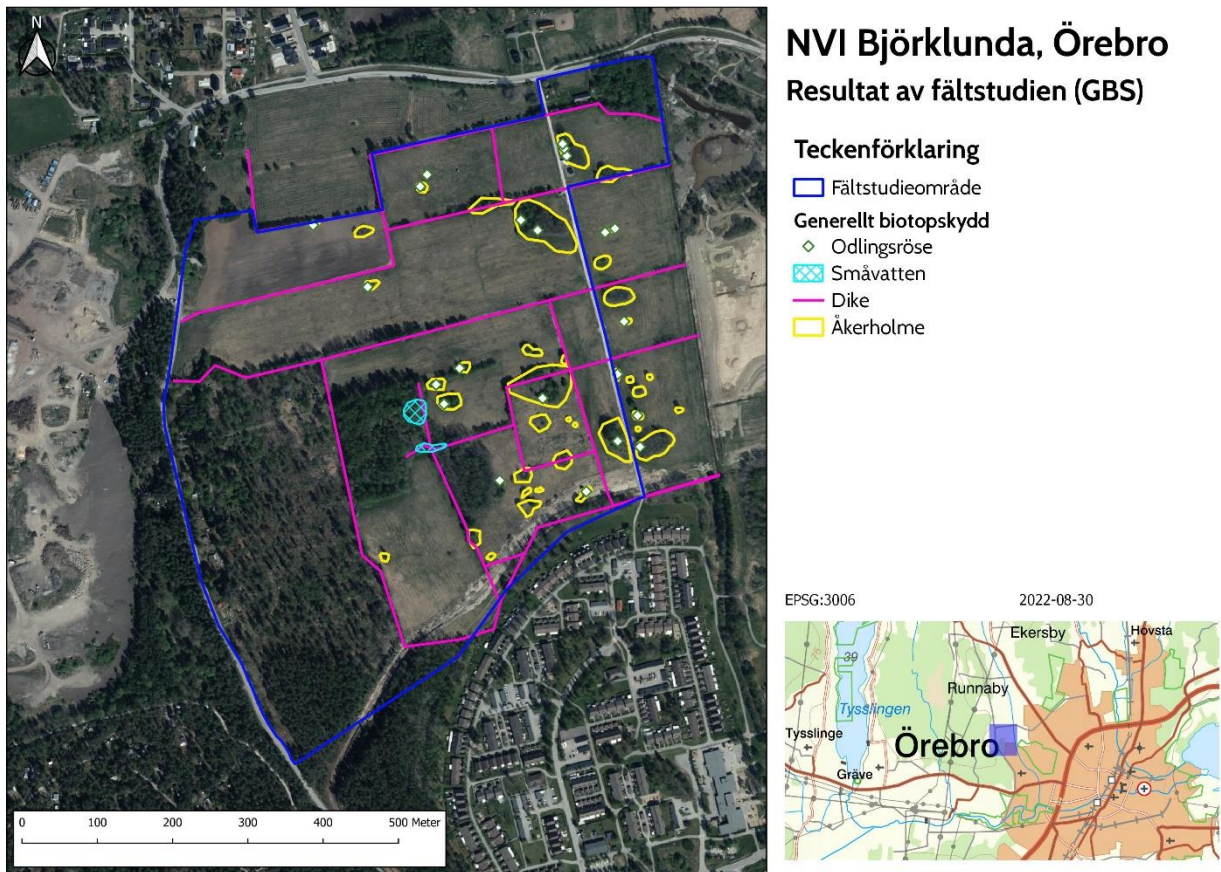 N
NVI Björklunda, Örebro
Resultat av fältstudien (GBS)
Teckenförklaring
Fältstudieområde
Generellt biotopskydd
Odlingsröse
Småvatten
Dike
Åkerholme
0 100 200 300 400 500 Meter
EPSG:3006 2022-08-30
Ekersby
Hovsta
39
Runnaby
Tysslingen
Tysslinge
Örebro
Gräve